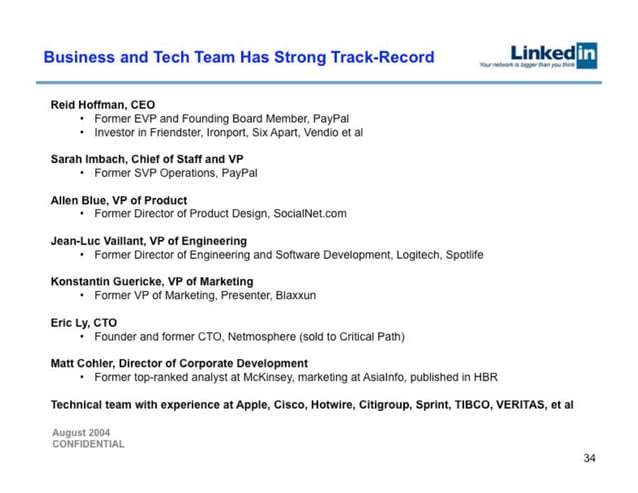 Business and Tech Team Has Strong Track-Record
Linkedin
Your network is bigger than you think
Reid Hoffman, CEO
• Former EVP and Founding Board Member, PayPal
• Investor in Friendster, Ironport, Six Apart, Vendio et al
Sarah Imbach, Chief of Staff and VP
• Former SVP Operations, PayPal
Allen Blue, VP of Product
• Former Director of Product Design, SocialNet.com
Jean-Luc Vaillant, VP of Engineering
• Former Director of Engineering and Software Development, Logitech, Spotlife
Konstantin Guericke, VP of Marketing
• Former VP of Marketing, Presenter, Blaxxun
Eric Ly, CTO
• Founder and former CTO, Netmosphere (sold to Critical Path)
Matt Cohler, Director of Corporate Development
• Former top-ranked analyst at McKinsey, marketing at AsiaInfo, published in HBR
Technical team with experience at Apple, Cisco, Hotwire, Citigroup, Sprint, TIBCO, VERITAS, et al
August 2004
CONFIDENTIAL
34